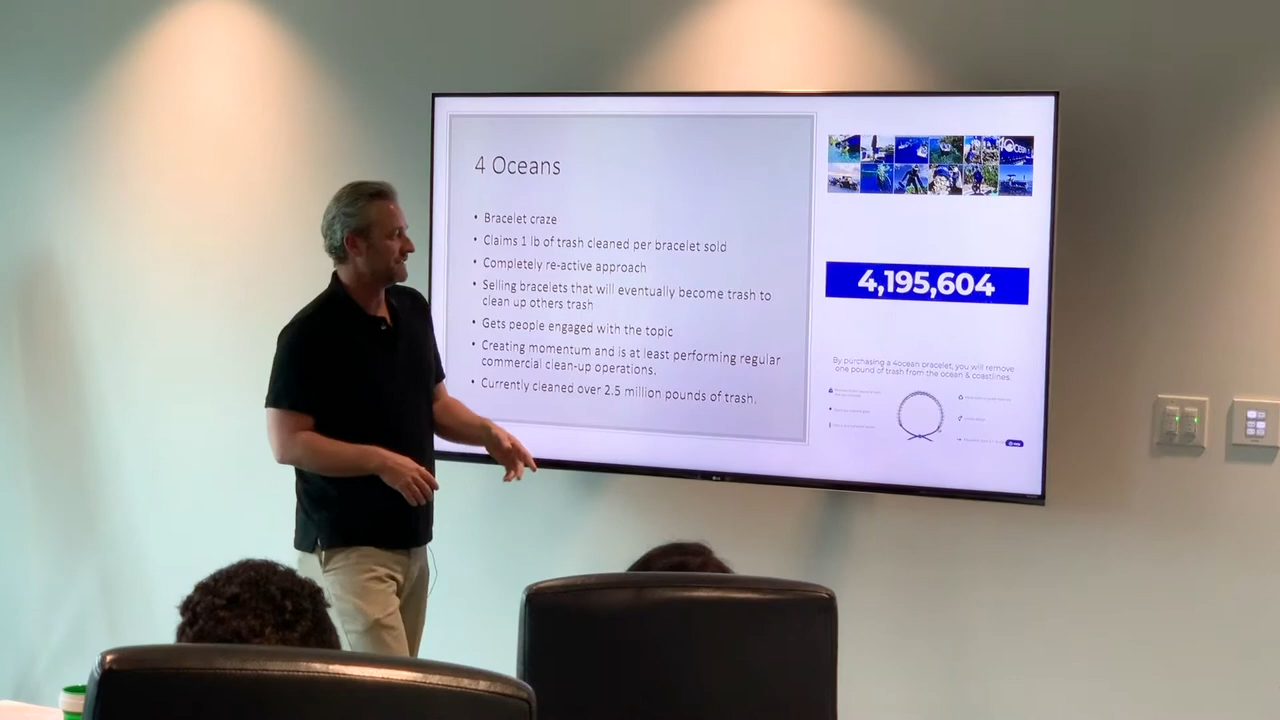 4 Oceans
• Bracelet craze
• Claims 1 lb of trash cleaned per bracelet sold
• Completely re-active approach
• Selling bracelets that will eventually become trash to
clean up others trash
• Gets people engaged with the topic
• Creating momentum and is at least performing regular
commercial clean-up operations.
• Currently cleaned over 2.5 million pounds of trash.
4,195,604
By purchasing a 4ocean bracelet, you will remove
one pound of trash from the ocean & coastlines.
LG